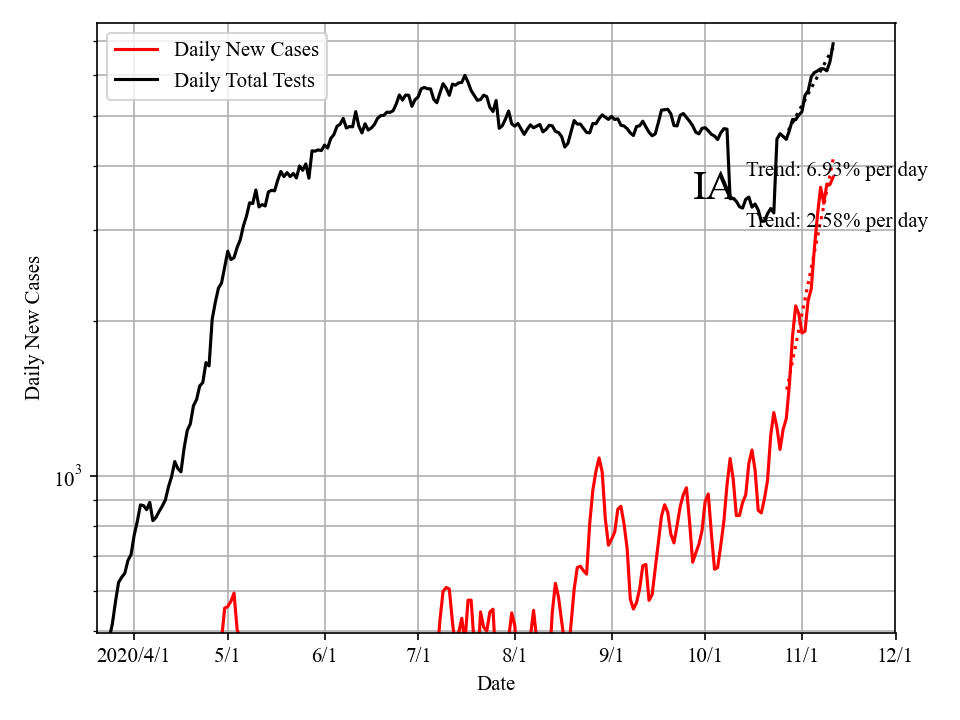 Daily New Cases
Daily Total Tests
IA
Trend: 6.93% per day
Trend: 2.58% per day
Daily New Cases
10³
2020/4/1 5/1 6/1 7/1 8/1 9/1 10/1 11/1 12/1
Date